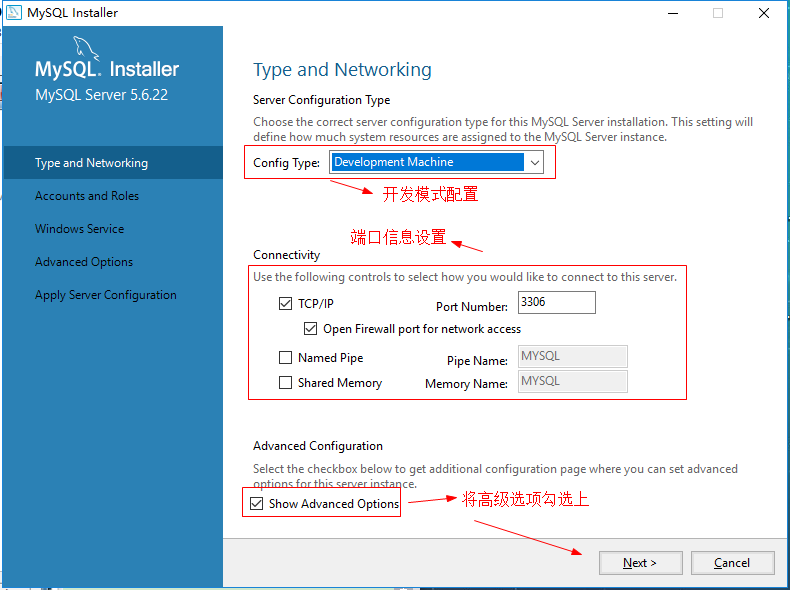 MySQL Installer
MySQL. Installer
MySQL Server 5.6.22
Type and Networking
Accounts and Roles
Windows Service
Advanced Options
Apply Server Configuration
Type and Networking
Server Configuration Type
Choose the correct server configuration type for this MySQL Server installation. This setting will
define how much system resources are assigned to the MySQL Server instance.
Config Type: Development Machine
开发模式配置
端口信息设置
Connectivity
Use the following controls to select how you would like to connect to this server.
TCP/IP Port Number: 3306
Open Firewall port for network access
Named Pipe Pipe Name: MYSQL
Shared Memory Memory Name: MYSQL
Advanced Configuration
Select the checkbox below to get additional configuration page where you can set advanced
options for this server instance.
Show Advanced Options 将高级选项勾选上
Next > Cancel